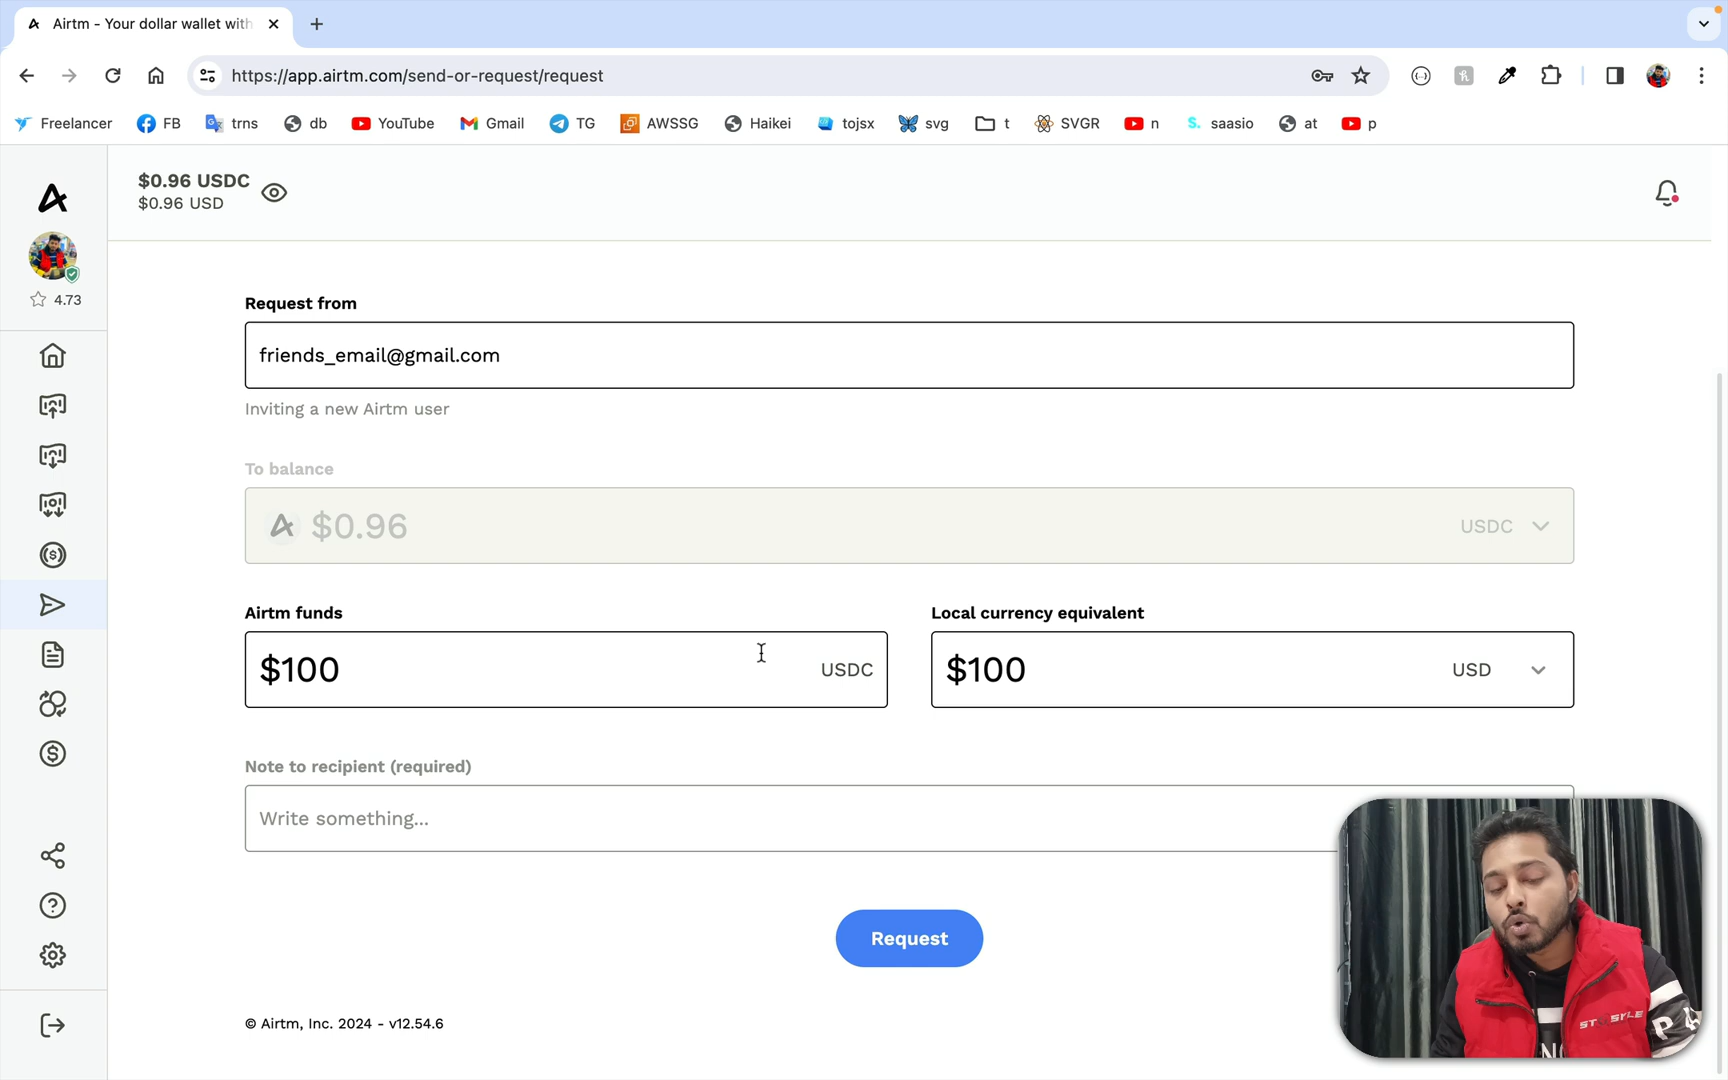 Airtm - Your dollar wallet with
https://app.airtm.com/send-or-request/request
Freelancer FB trns db YouTube Gmail TG AWSSG Haikei tojsx svg t SVGR n saasio at p
$0.96 USDC
$0.96 USD
4.73
Request from
friends_email@gmail.com
Inviting a new Airtm user
To balance
$0.96 USDC
Airtm funds Local currency equivalent
$100 USDC $100 USD
Note to recipient (required)
Write something...
Request
© Airtm, Inc. 2024 - v12.54.6